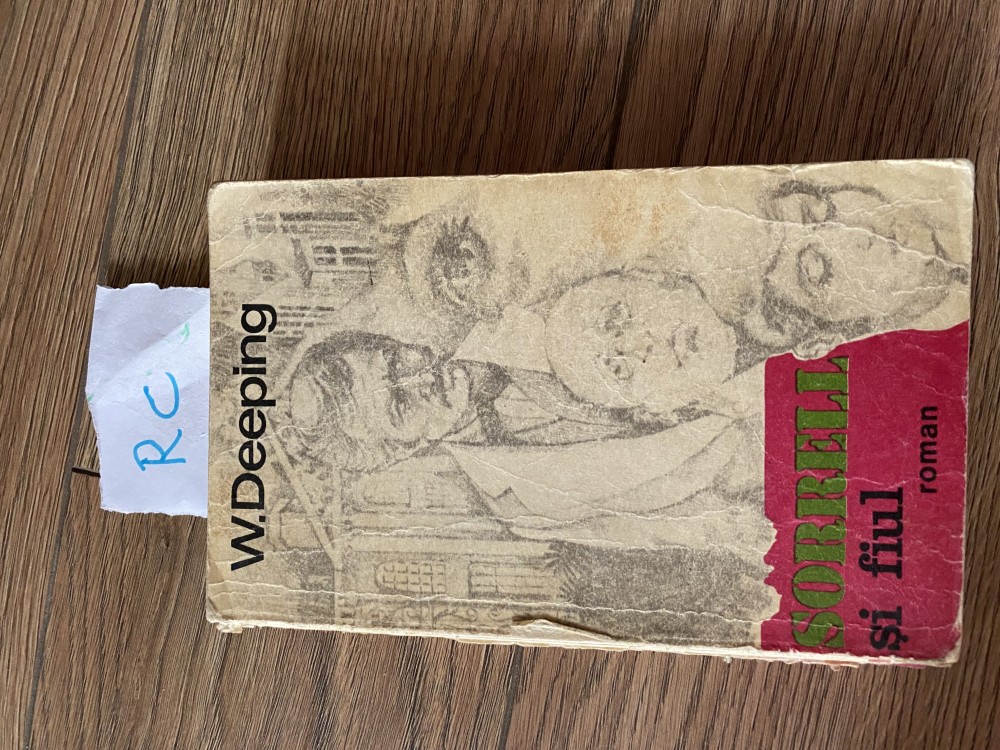 RC
W.Deeping
SORRELL
și fiul
roman